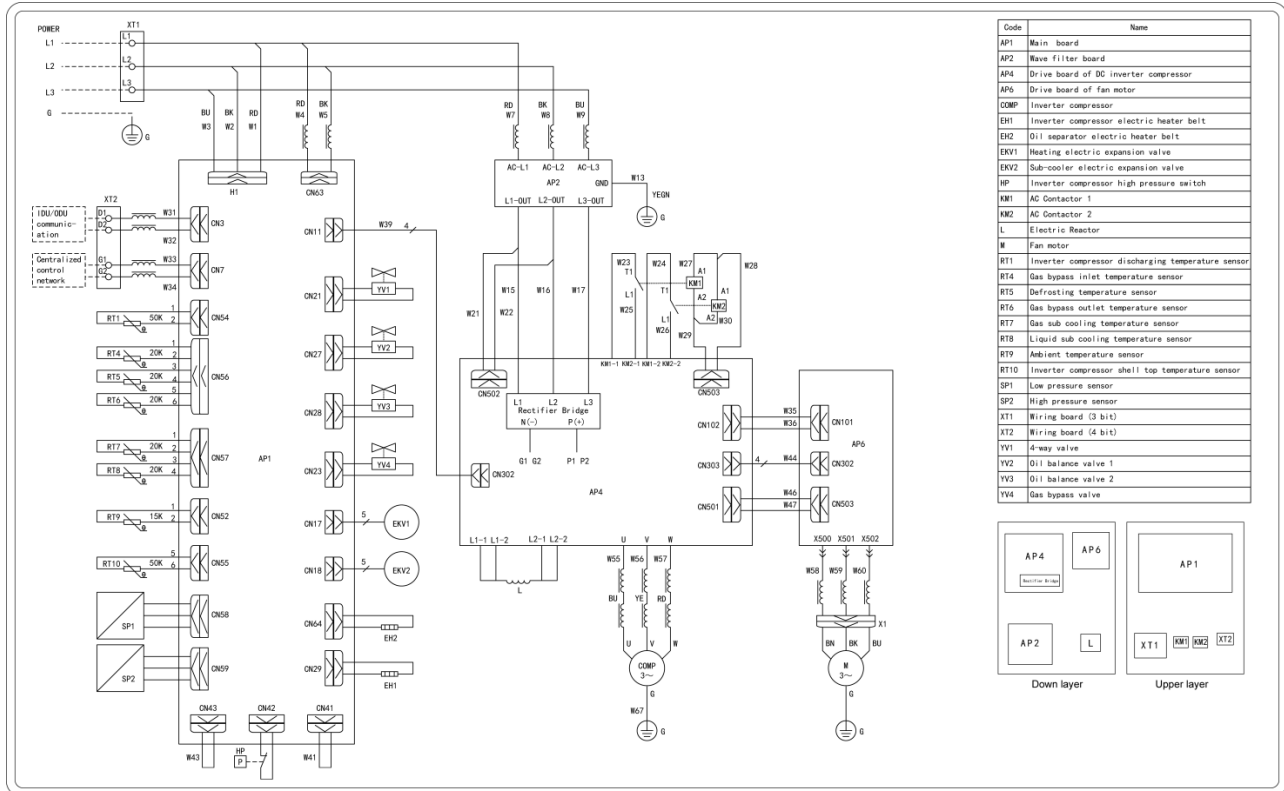 POWER
XT1
L1
L1
L2
L2
L3
L3
G
G
BU
BK
RD
W3
W2
W1
RD
BK
W4
W5
RD
BK
BU
W7
W8
W9
H1
CN63
AC-L1 AC-L2 AC-L3
AP2
GND
L1-OUT L2-OUT L3-OUT
W13
YEGN
G
XT2
IDU/ODU
communic-
ation
D1
D2
W31
W32
CN3
Centralized
control
network
G1
G2
W33
W34
CN7
RT1 50K 1
2
CN54
RT4 20K 1
2
RT5 20K 3
4
RT6 20K 5
6
CN56
RT7 20K 1
2
RT8 20K 3
4
CN57
RT9 15K 1
2
CN52
RT10 50K 5
6
CN55
SP1
CN58
SP2
CN59
AP1
CN43
CN42
CN41
W43
HP
P
W41
CN11
W39 4
CN21
YV1
CN27
YV2
CN28
YV3
CN23
YV4
CN17
5
EKV1
CN18
5
EKV2
CN64
EH2
CN29
EH1
W21
W22
W15
W16
W17
W23
T1
L1
W25
W24
T1
L1
W26
W27
A1
KM1
A2
W29
W28
A1
KM2
A2
W30
KM1-1 KM2-1 KM1-2 KM2-2
CN502
CN503
L1 L2 L3
Rectifier Bridge
N(-) P(+)
G1 G2
P1 P2
CN302
AP4
CN102
W35
W36
CN101
CN303
4
W44
CN302
CN501
W46
W47
CN503
AP6
L1-1 L1-2
L2-1 L2-2
L
U V W
W55
W56
W57
BU
YE
RD
U
V
W
COMP
3～
G
W67
G
X500 X501 X502
W58
W59
W60
X1
BN
BK
BU
M
3～
G
G
Code Name
AP1 Main board
AP2 Wave filter board
AP4 Drive board of DC inverter compressor
AP6 Drive board of fan motor
COMP Inverter compressor
EH1 Inverter compressor electric heater belt
EH2 Oil separator electric heater belt
EKV1 Heating electric expansion valve
EKV2 Sub-cooler electric expansion valve
HP Inverter compressor high pressure switch
KM1 AC Contactor 1
KM2 AC Contactor 2
L Electric Reactor
M Fan motor
RT1 Inverter compressor discharging temperature sensor
RT4 Gas bypass inlet temperature sensor
RT5 Defrosting temperature sensor
RT6 Gas bypass outlet temperature sensor
RT7 Gas sub cooling temperature sensor
RT8 Liquid sub cooling temperature sensor
RT9 Ambient temperature sensor
RT10 Inverter compressor shell top temperature sensor
SP1 Low pressure sensor
SP2 High pressure sensor
XT1 Wiring board (3 bit)
XT2 Wiring board (4 bit)
YV1 4-way valve
YV2 Oil balance valve 1
YV3 Oil balance valve 2
YV4 Gas bypass valve
AP4
Rectifier Bridge
AP6
AP2
L
Down layer
AP1
XT1
KM1
KM2
XT2
Upper layer